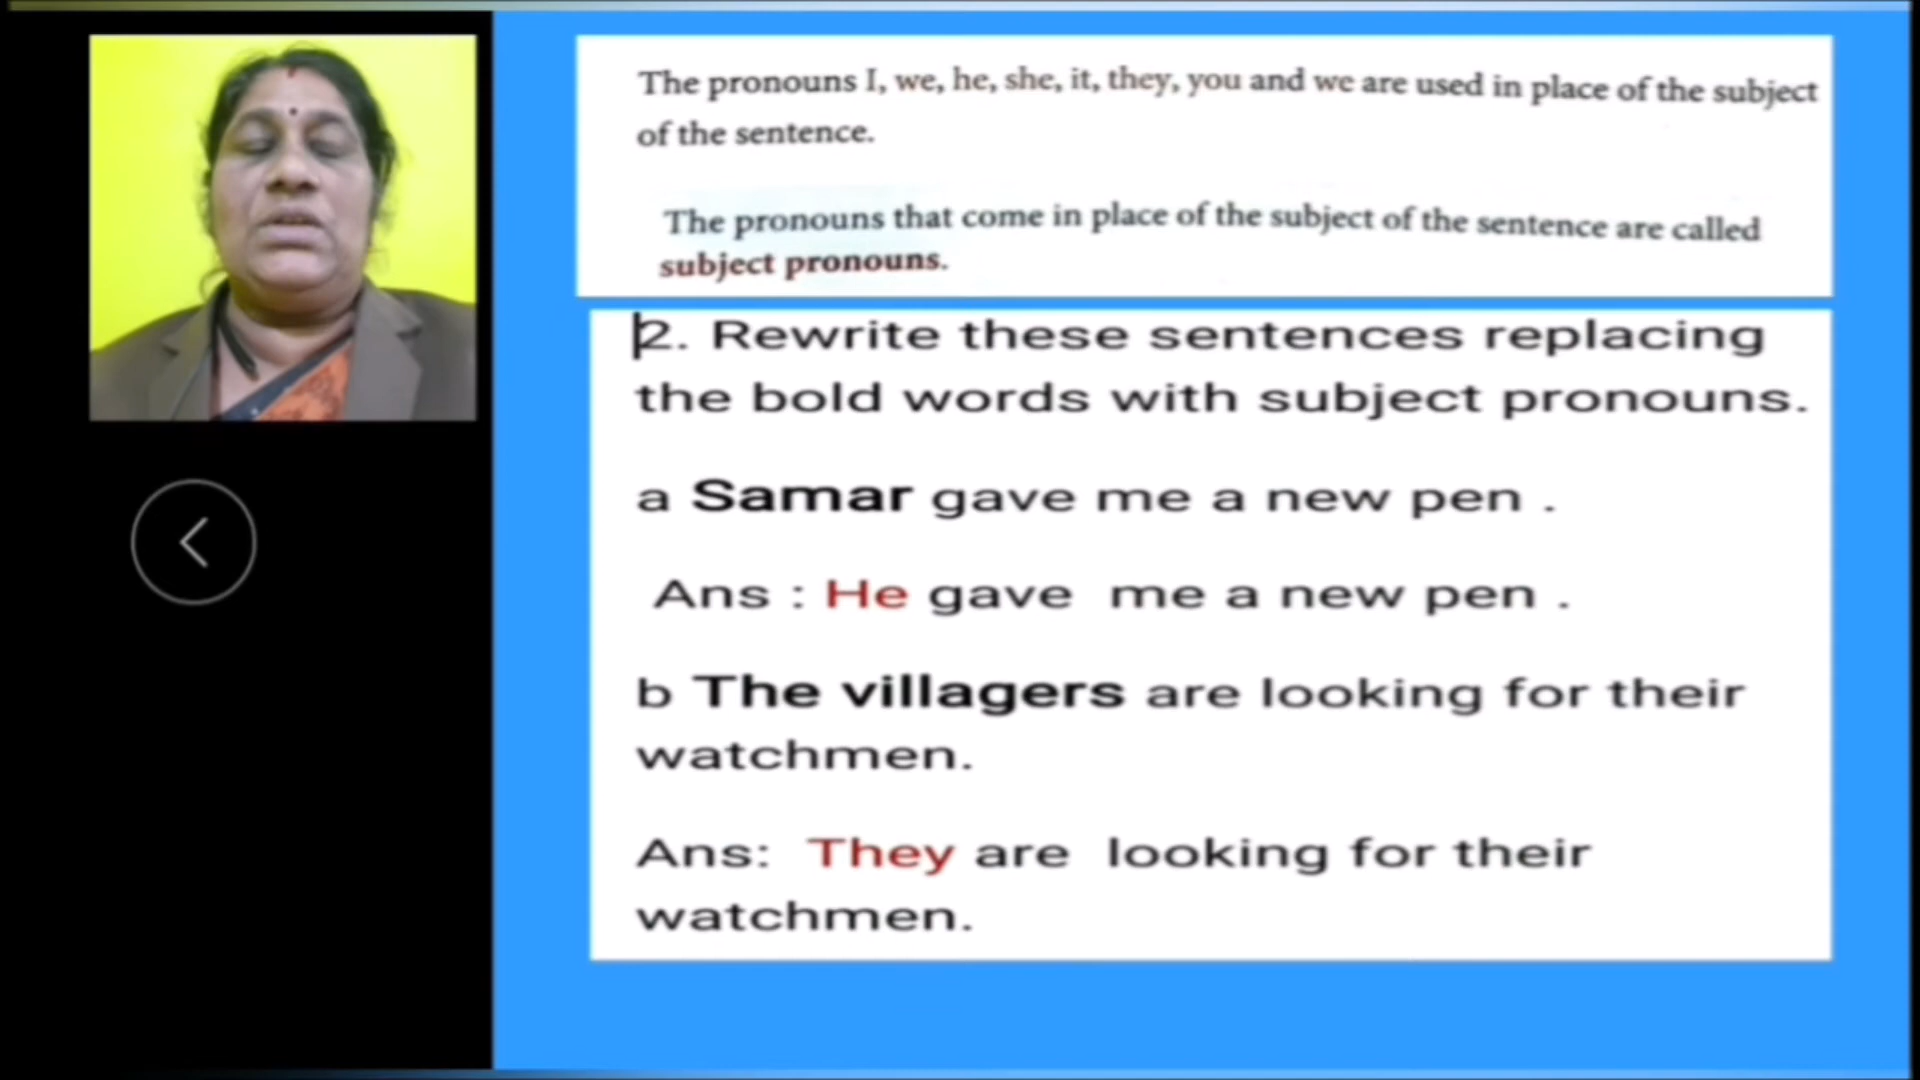 The pronouns I, we, he, she, it, they, you and we are used in place of the subject
of the sentence.
The pronouns that come in place of the subject of the sentence are called
subject pronouns.
2. Rewrite these sentences replacing
the bold words with subject pronouns.
a Samar gave me a new pen .
Ans : He gave me a new pen .
b The villagers are looking for their
watchmen.
Ans: They are looking for their
watchmen.